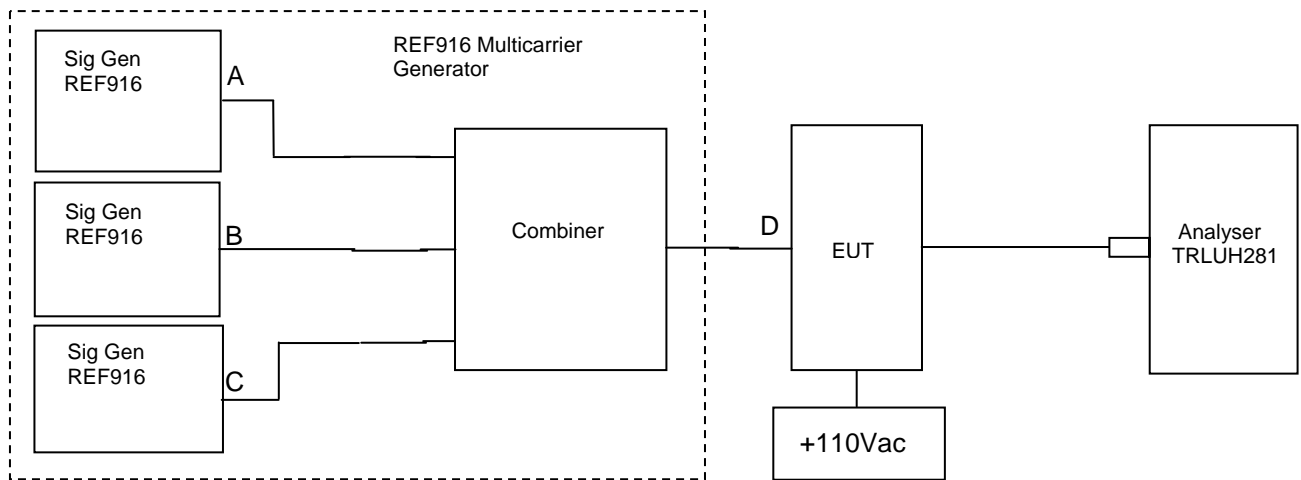 Sig Gen
REF916
A
REF916 Multicarrier
Generator
Sig Gen
REF916
B
Combiner
D
EUT
Analyser
TRLUH281
Sig Gen
REF916
C
+110Vac